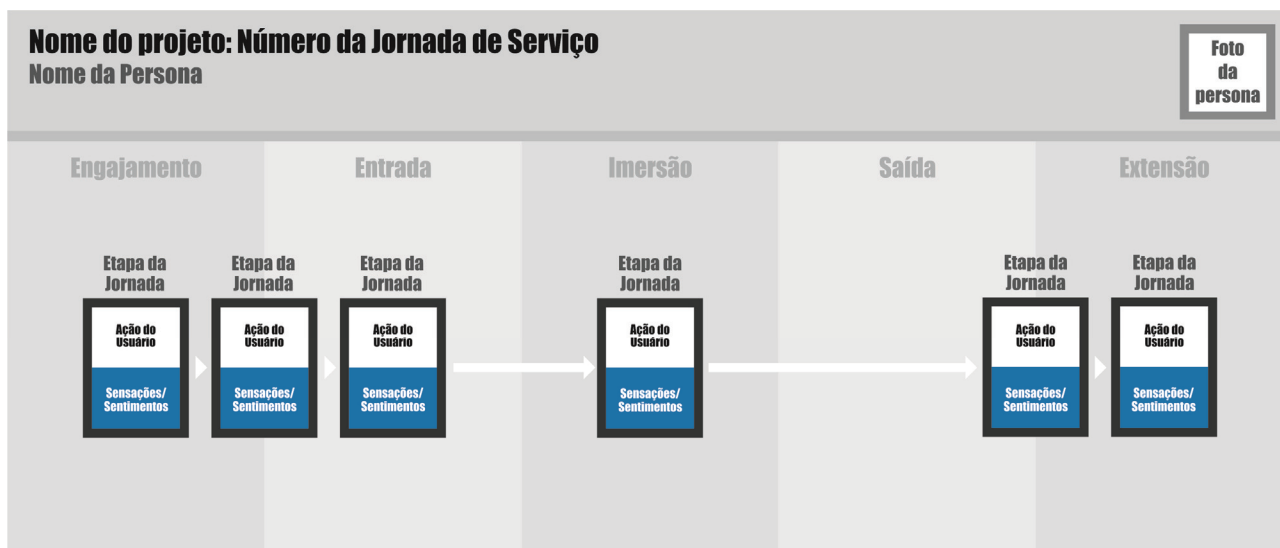 Nome do projeto: Número da Jornada de Serviço
Nome da Persona
Foto
da
persona
Engajamento
Entrada
Imersão
Saída
Extensão
Etapa da
Jornada
Ação do
Usuário
Sensações/
Sentimentos
Etapa da
Jornada
Ação do
Usuário
Sensações/
Sentimentos
Etapa da
Jornada
Ação do
Usuário
Sensações/
Sentimentos
Etapa da
Jornada
Ação do
Usuário
Sensações/
Sentimentos
Etapa da
Jornada
Ação do
Usuário
Sensações/
Sentimentos
Etapa da
Jornada
Ação do
Usuário
Sensações/
Sentimentos